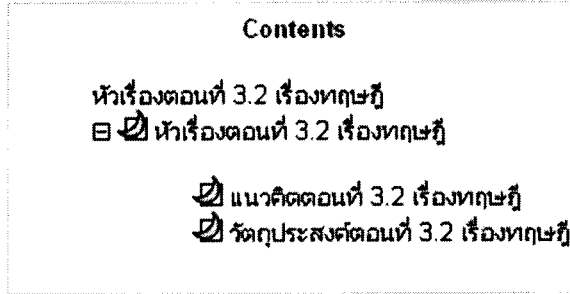 Contents
หัวเรื่องตอนที่ 3.2 เรื่องทฤษฎี
หัวเรื่องตอนที่ 3.2 เรื่องทฤษฎี
แนวคิดตอนที่ 3.2 เรื่องทฤษฎี
วัตถุประสงค์ตอนที่ 3.2 เรื่องทฤษฎี